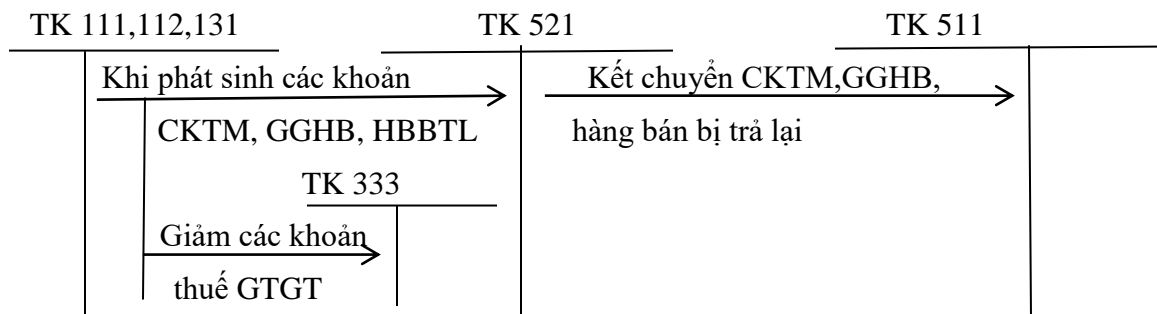 TK 111,112,131 TK 521 TK 511
Khi phát sinh các khoản Kết chuyển CKTM,GGHB,
CKTM, GGHB, HBBTL hàng bán bị trả lại
TK 333
Giảm các khoản
thuế GTGT